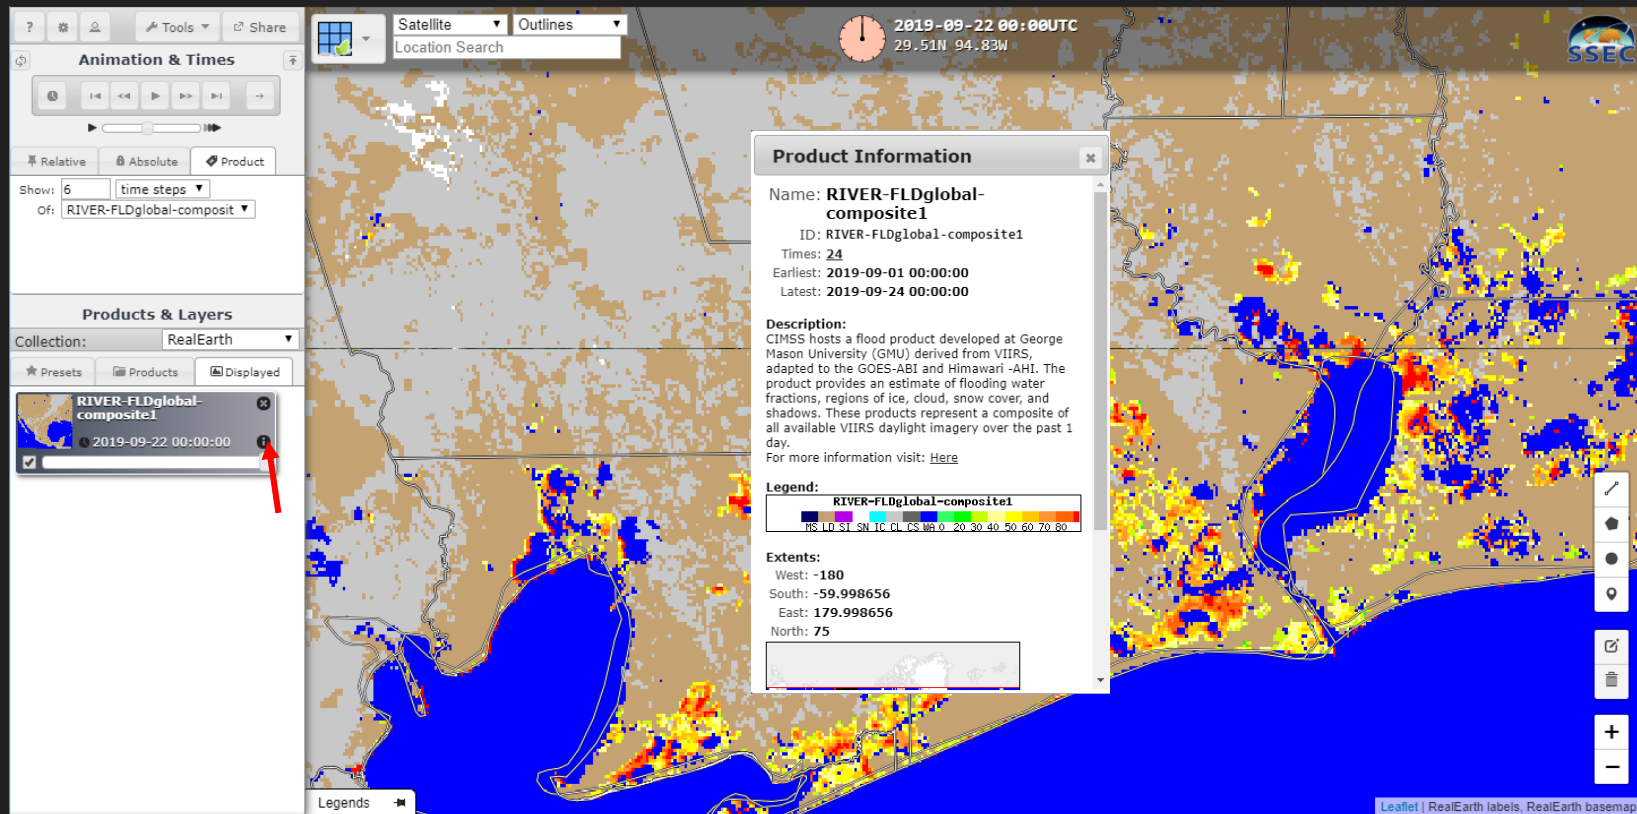 ?
Tools
Share
Animation & Times
Relative
Absolute
Product
Show: 6 time steps
Of: RIVER-FLDglobal-composit
Products & Layers
Collection: RealEarth
Presets
Products
Displayed
RIVER-FLDglobal-
composite1
2019-09-22 00:00:00
Satellite
Outlines
Location Search
2019-09-22 00:00UTC
29.51N 94.83W
SSEC
Product Information
Name: RIVER-FLDglobal-
composite1
ID: RIVER-FLDglobal-composite1
Times: 24
Earliest: 2019-09-01 00:00:00
Latest: 2019-09-24 00:00:00
Description:
CIMSS hosts a flood product developed at George
Mason University (GMU) derived from VIIRS,
adapted to the GOES-ABI and Himawari -AHI. The
product provides an estimate of flooding water
fractions, regions of ice, cloud, snow cover, and
shadows. These products represent a composite of
all available VIIRS daylight imagery over the past 1
day.
For more information visit: Here
Legend:
RIVER-FLDglobal-composite1
MS LD SI SN IC CL CS WA 0 20 30 40 50 60 70 80
Extents:
West: -180
South: -59.998656
East: 179.998656
North: 75
+
−
Legends
Leaflet | RealEarth labels, RealEarth basemap